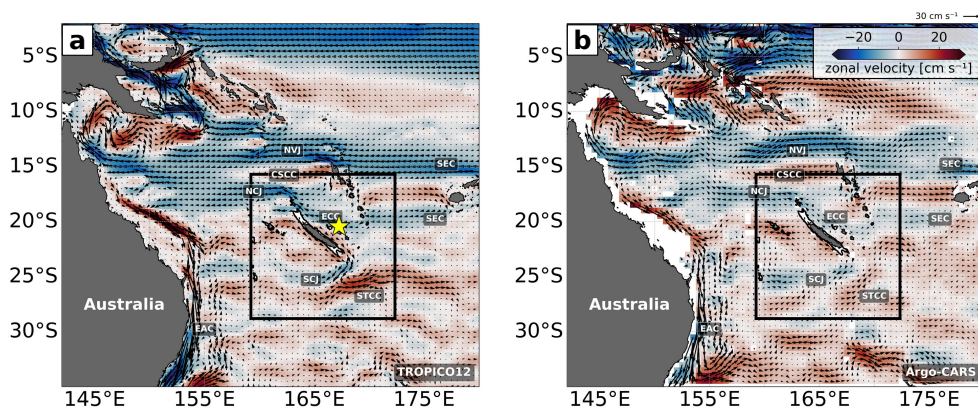 a
5°S
10°S
15°S
20°S
25°S
30°S
NVJ
SEC
CSCC
NCJ
ECC
SEC
SCJ
STCC
EAC
Australia
TROPICO12
145°E 155°E 165°E 175°E
b
30 cm s⁻¹
−20 0 20
zonal velocity [cm s⁻¹]
5°S
10°S
15°S
20°S
25°S
30°S
NVJ
SEC
CSCC
NCJ
ECC
SEC
SCJ
STCC
EAC
Australia
Argo-CARS
145°E 155°E 165°E 175°E